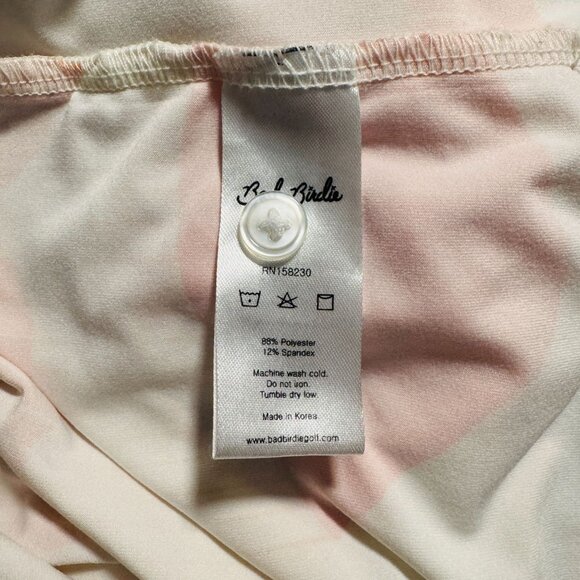 Bad Birdie
RN158230
88% Polyester
12% Spandex
Machine wash cold.
Do not iron.
Tumble dry low.
Made in Korea
www.badbirdiegolf.com